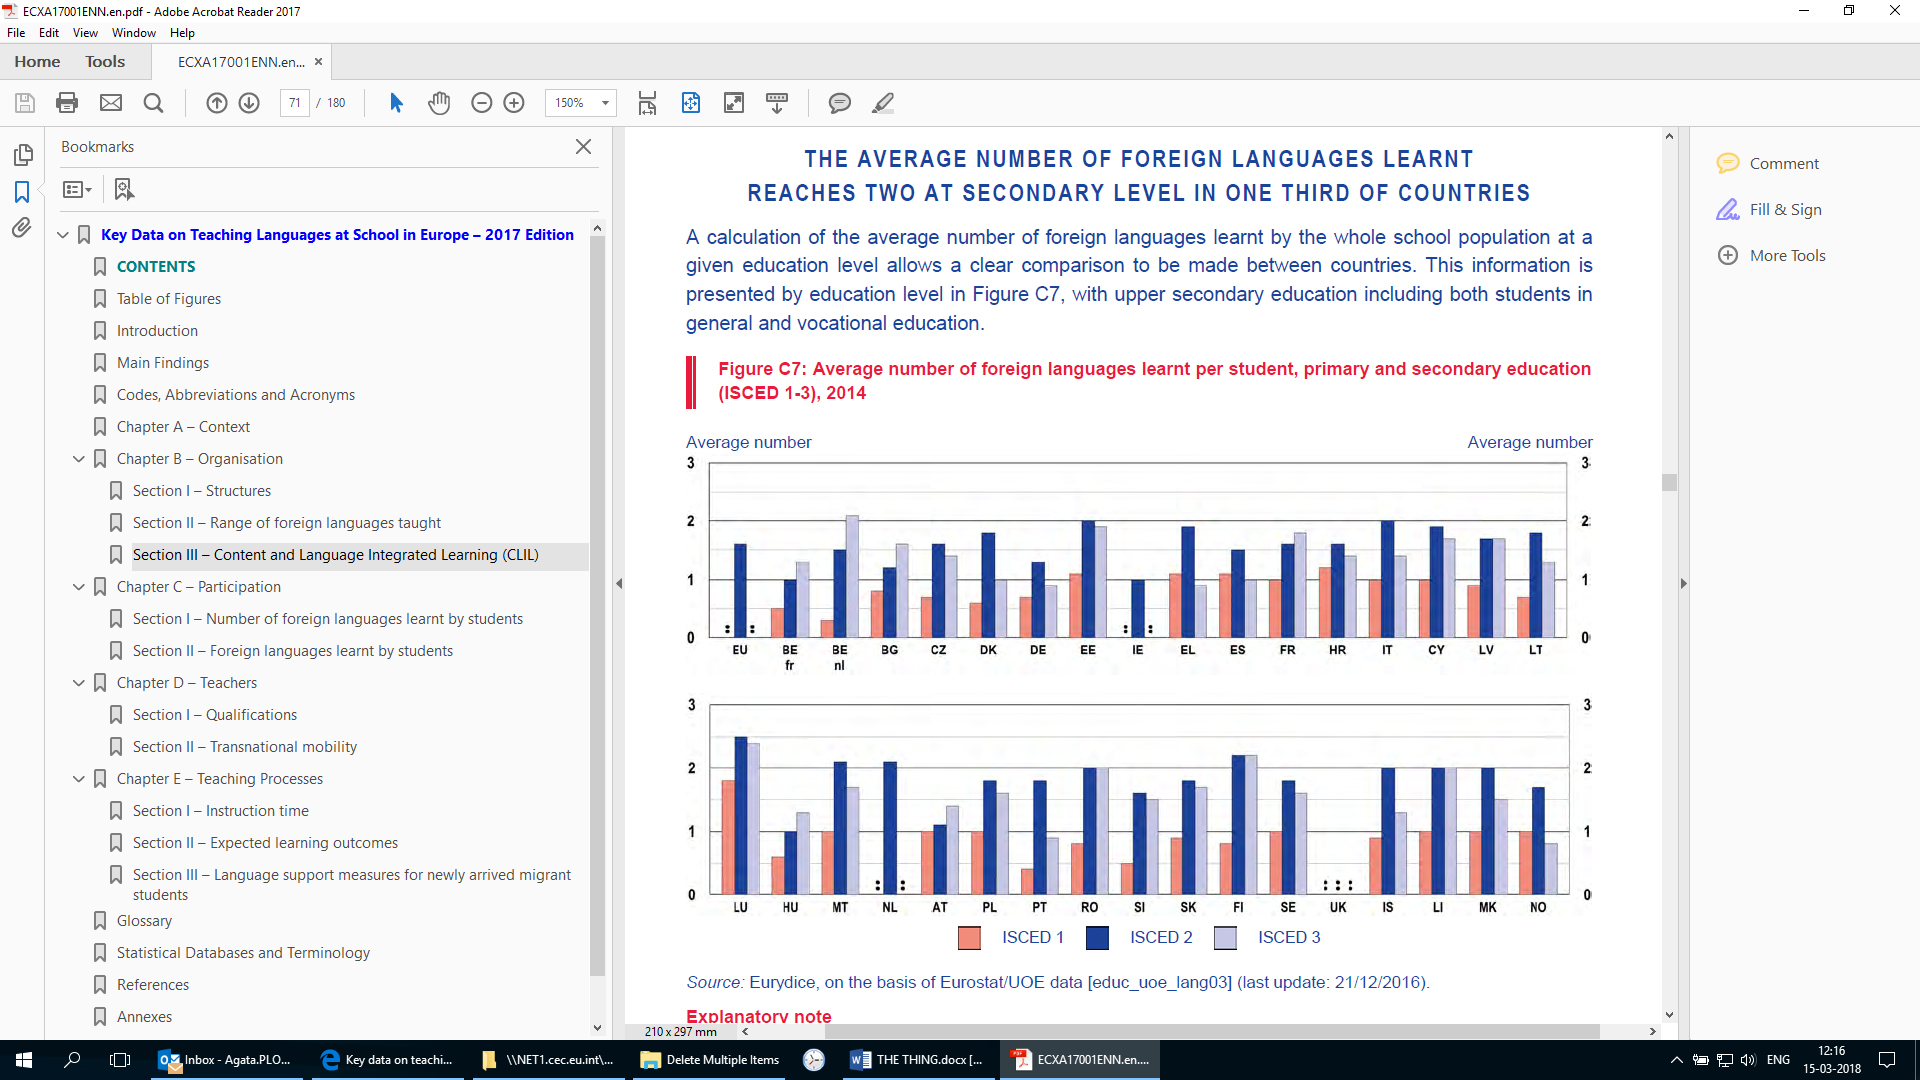 ECXA17001ENN.en.pdf - Adobe Acrobat Reader 2017
File Edit View Window Help
Home Tools ECXA17001ENN.en... ×
71 / 180 150%
Bookmarks
Key Data on Teaching Languages at School in Europe – 2017 Edition
CONTENTS
Table of Figures
Introduction
Main Findings
Codes, Abbreviations and Acronyms
Chapter A – Context
Chapter B – Organisation
Section I – Structures
Section II – Range of foreign languages taught
Section III – Content and Language Integrated Learning (CLIL)
Chapter C – Participation
Section I – Number of foreign languages learnt by students
Section II – Foreign languages learnt by students
Chapter D – Teachers
Section I – Qualifications
Section II – Transnational mobility
Chapter E – Teaching Processes
Section I – Instruction time
Section II – Expected learning outcomes
Section III – Language support measures for newly arrived migrant
students
Glossary
Statistical Databases and Terminology
References
Annexes
THE AVERAGE NUMBER OF FOREIGN LANGUAGES LEARNT
REACHES TWO AT SECONDARY LEVEL IN ONE THIRD OF COUNTRIES
A calculation of the average number of foreign languages learnt by the whole school population at a
given education level allows a clear comparison to be made between countries. This information is
presented by education level in Figure C7, with upper secondary education including both students in
general and vocational education.
Figure C7: Average number of foreign languages learnt per student, primary and secondary education
(ISCED 1-3), 2014
Average number Average number
3 3
2 2
1 1
0 0
EU BE BE BG CZ DK DE EE IE EL ES FR HR IT CY LV LT
fr nl
3 3
2 2
1 1
0 0
LU HU MT NL AT PL PT RO SI SK FI SE UK IS LI MK NO
ISCED 1 ISCED 2 ISCED 3
Source: Eurydice, on the basis of Eurostat/UOE data [educ_uoe_lang03] (last update: 21/12/2016).
Explanatory note
210 x 297 mm
Comment
Fill & Sign
More Tools
Inbox - Agata.PLO... Key data on teachi... \\NET1.cec.eu.int\... Delete Multiple Items THE THING.docx [... ECXA17001ENN.en.... ENG 12:16
15-03-2018